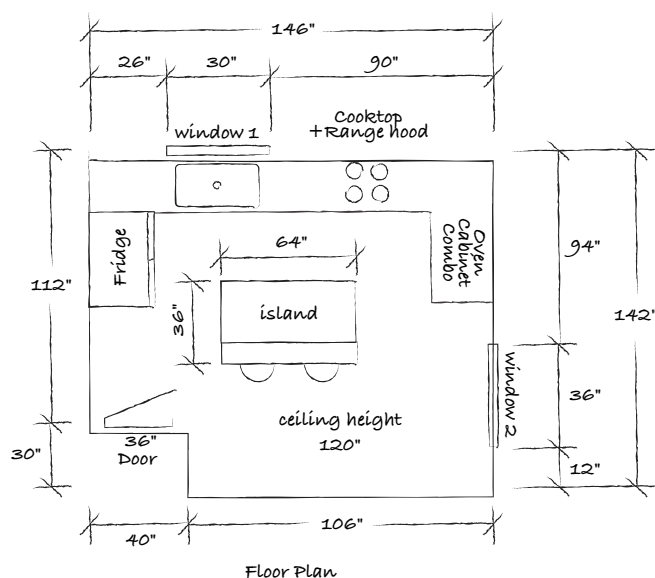 146"
26"
30"
90"
Cooktop
+Range hood
window 1
Fridge
Oven
Cabinet
Combo
94"
64"
112"
36"
island
142"
window 2
36"
ceiling height
120"
36"
Door
30"
12"
40"
106"
Floor Plan